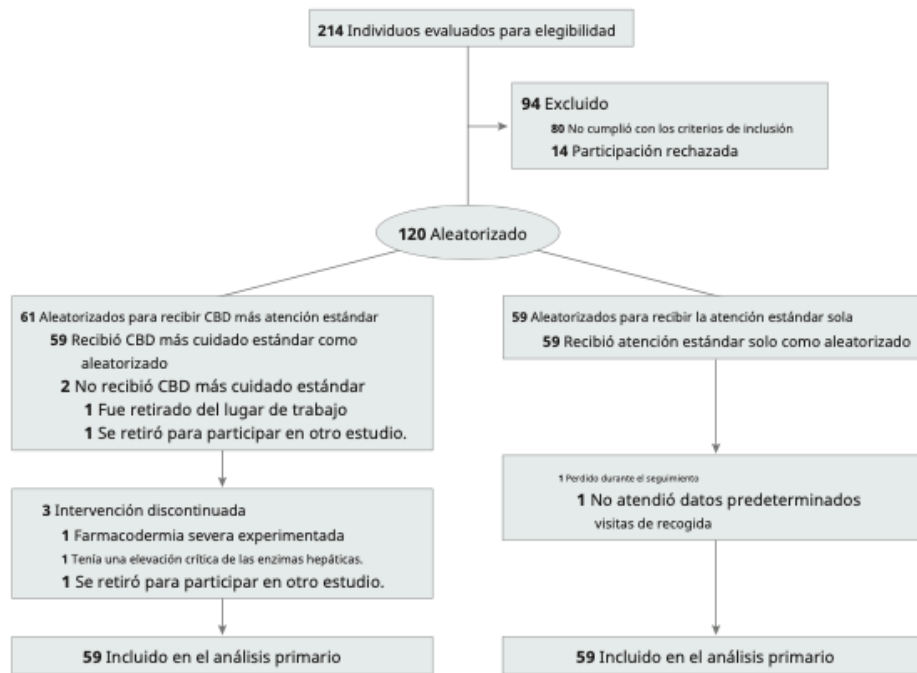 214 Individuos evaluados para elegibilidad
94 Excluido
80 No cumplió con los criterios de inclusión
14 Participación rechazada
120 Aleatorizado
61 Aleatorizados para recibir CBD más atención estándar
59 Recibió CBD más cuidado estándar como
aleatorizado
2 No recibió CBD más cuidado estándar
1 Fue retirado del lugar de trabajo
1 Se retiró para participar en otro estudio.
59 Aleatorizados para recibir la atención estándar sola
59 Recibió atención estándar solo como aleatorizado
3 Intervención discontinuada
1 Farmacodermia severa experimentada
1 Tenía una elevación crítica de las enzimas hepáticas.
1 Se retiró para participar en otro estudio.
1 Perdido durante el seguimiento
1 No atendió datos predeterminados
visitas de recogida
59 Incluido en el análisis primario
59 Incluido en el análisis primario